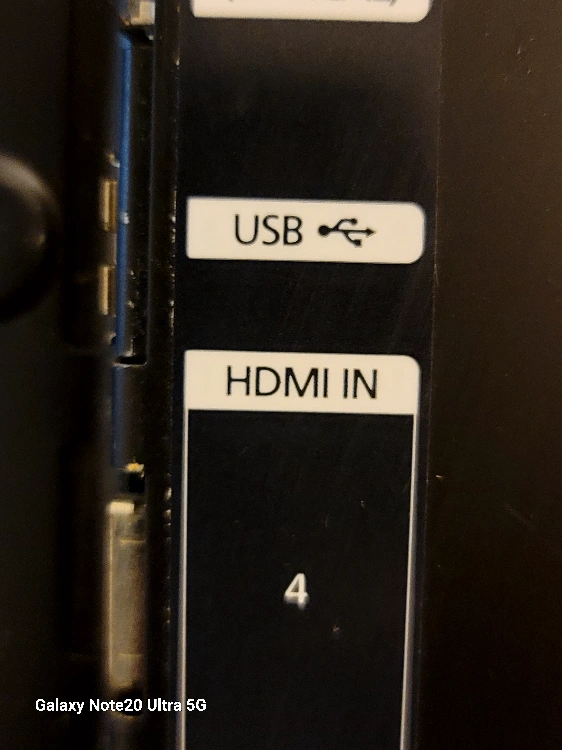 USB
HDMI IN
4
Galaxy Note20 Ultra 5G